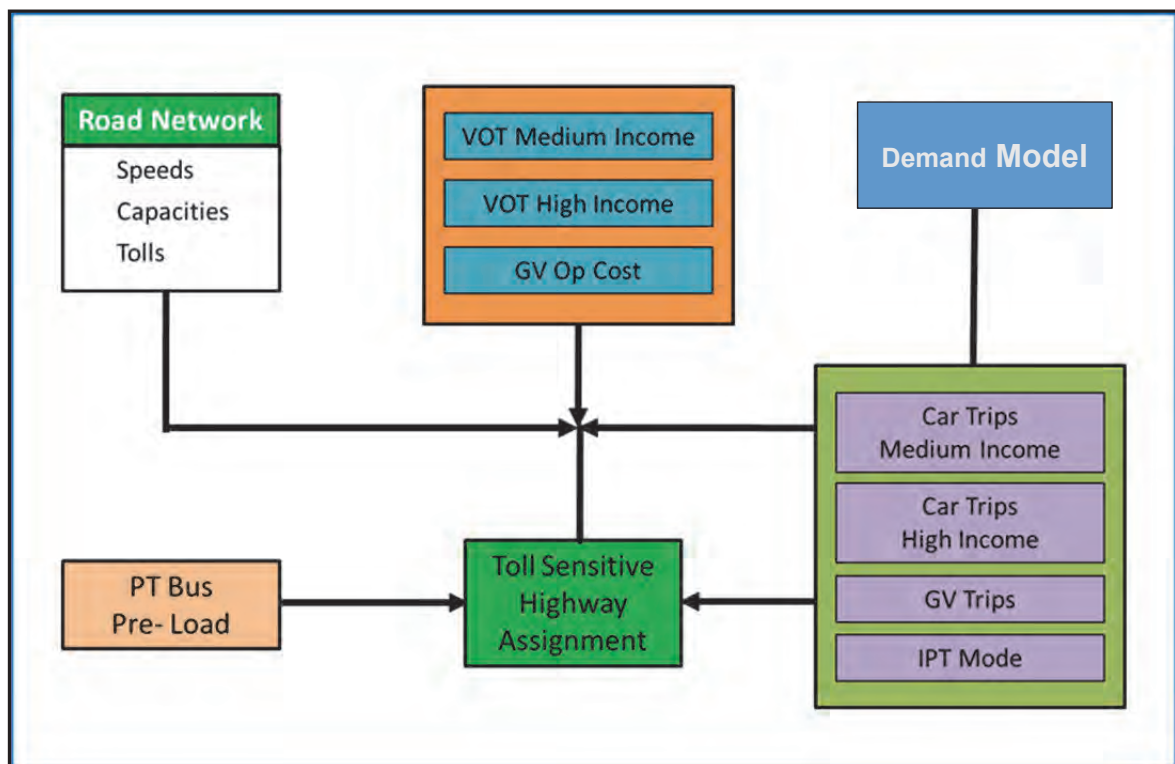 Road Network
Speeds
Capacities
Tolls
VOT Medium Income
VOT High Income
GV Op Cost
Demand Model
Car Trips
Medium Income
Car Trips
High Income
GV Trips
IPT Mode
PT Bus
Pre- Load
Toll Sensitive
Highway
Assignment